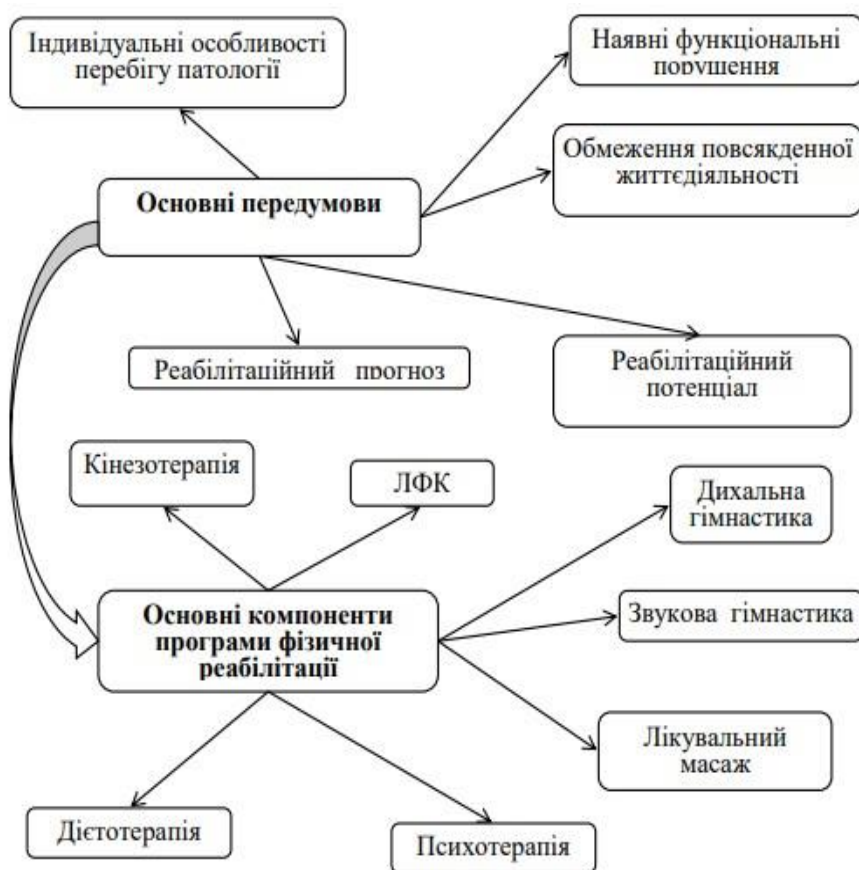 Індивідуальні особливості
перебігу патології
Наявні функціональні
порушення
Обмеження повсякденної
життєдіяльності
Основні передумови
Реабілітаційний прогноз
Реабілітаційний
потенціал
Кінезотерапія
ЛФК
Дихальна
гімнастика
Основні компоненти
програми фізичної
реабілітації
Звукова гімнастика
Лікувальний
масаж
Дієтотерапія
Психотерапія